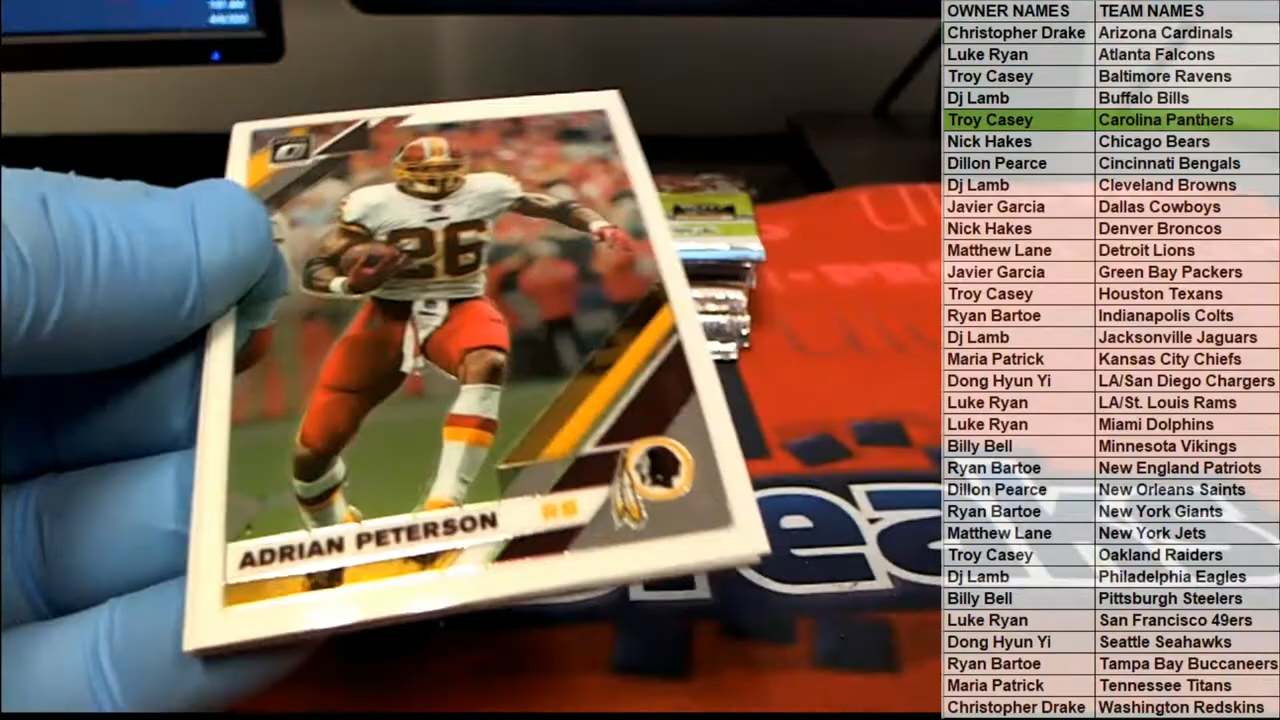 OWNER NAMES TEAM NAMES
Christopher Drake Arizona Cardinals
Luke Ryan Atlanta Falcons
Troy Casey Baltimore Ravens
Dj Lamb Buffalo Bills
Troy Casey Carolina Panthers
Nick Hakes Chicago Bears
Dillon Pearce Cincinnati Bengals
Dj Lamb Cleveland Browns
Javier Garcia Dallas Cowboys
Nick Hakes Denver Broncos
Matthew Lane Detroit Lions
Javier Garcia Green Bay Packers
Troy Casey Houston Texans
Ryan Bartoe Indianapolis Colts
Dj Lamb Jacksonville Jaguars
Maria Patrick Kansas City Chiefs
Dong Hyun Yi LA/San Diego Chargers
Luke Ryan LA/St. Louis Rams
Luke Ryan Miami Dolphins
Billy Bell Minnesota Vikings
Ryan Bartoe New England Patriots
Dillon Pearce New Orleans Saints
Ryan Bartoe New York Giants
Matthew Lane New York Jets
Troy Casey Oakland Raiders
Dj Lamb Philadelphia Eagles
Billy Bell Pittsburgh Steelers
Luke Ryan San Francisco 49ers
Dong Hyun Yi Seattle Seahawks
Ryan Bartoe Tampa Bay Buccaneers
Maria Patrick Tennessee Titans
Christopher Drake Washington Redskins
26
ADRIAN PETERSON RB